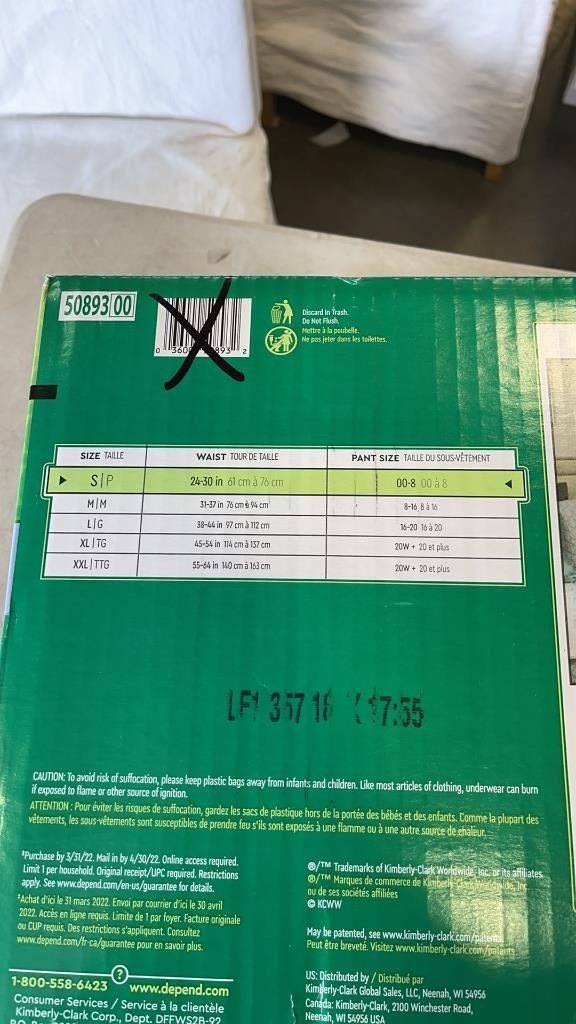 50893 00
Discard In Trash.
Do Not Flush.
Mettre à la poubelle.
Ne pas jeter dans les toilettes.
SIZE TAILLE WAIST TOUR DE TAILLE PANT SIZE TAILLE DU SOUS-VÊTEMENT
S|P 24-30 in 61 cm à 76 cm 00-8 00 à 8
M|M 31-37 in 76 cm à 94 cm 8-16 8 à 16
L|G 38-44 in 97 cm à 112 cm 16-20 16 à 20
XL|TG 45-54 in 114 cm à 137 cm 20W + 20 et plus
XXL|TTG 55-64 in 140 cm à 163 cm 20W + 20 et plus
17:55
CAUTION: To avoid risk of suffocation, please keep plastic bags away from infants and children. Like most articles of clothing, underwear can burn
if exposed to flame or other source of ignition.
ATTENTION : Pour éviter les risques de suffocation, gardez les sacs de plastique hors de la portée des bébés et des enfants. Comme la plupart des
vêtements, les sous-vêtements sont susceptibles de prendre feu s'ils sont exposés à une flamme ou à une autre source de chaleur.
Purchase by 3/31/22. Mail in by 4/30/22. Online access required.
Limit 1 per household. Original receipt/UPC required. Restrictions
apply. See www.depend.com/en-us/guarantee for details.
Achat d'ici le 31 mars 2022. Envoi par courrier d'ici le 30 avril
2022. Accès en ligne requis. Limite de 1 par foyer. Facture originale
ou CUP requis. Des restrictions s'appliquent. Consultez
www.depend.com/fr-ca/guarantee pour en savoir plus.
®/™ Trademarks of Kimberly-Clark Worldwide, Inc. or its affiliates.
®/™ Marques de commerce de Kimberly-Clark Worldwide, Inc.
ou de ses sociétés affiliées
© KCWW
May be patented, see www.kimberly-clark.com/patents
Peut être breveté. Visitez www.kimberly-clark.com/patents.
?
1-800-558-6423 www.depend.com
Consumer Services / Service à la clientèle
Kimberly-Clark Corp., Dept. DFFWS2B-92
US: Distributed by / Distribué par
Kimberly-Clark Global Sales, LLC, Neenah, WI 54956
Canada: Kimberly-Clark, 2100 Winchester Road,
Neenah, WI 54956 USA